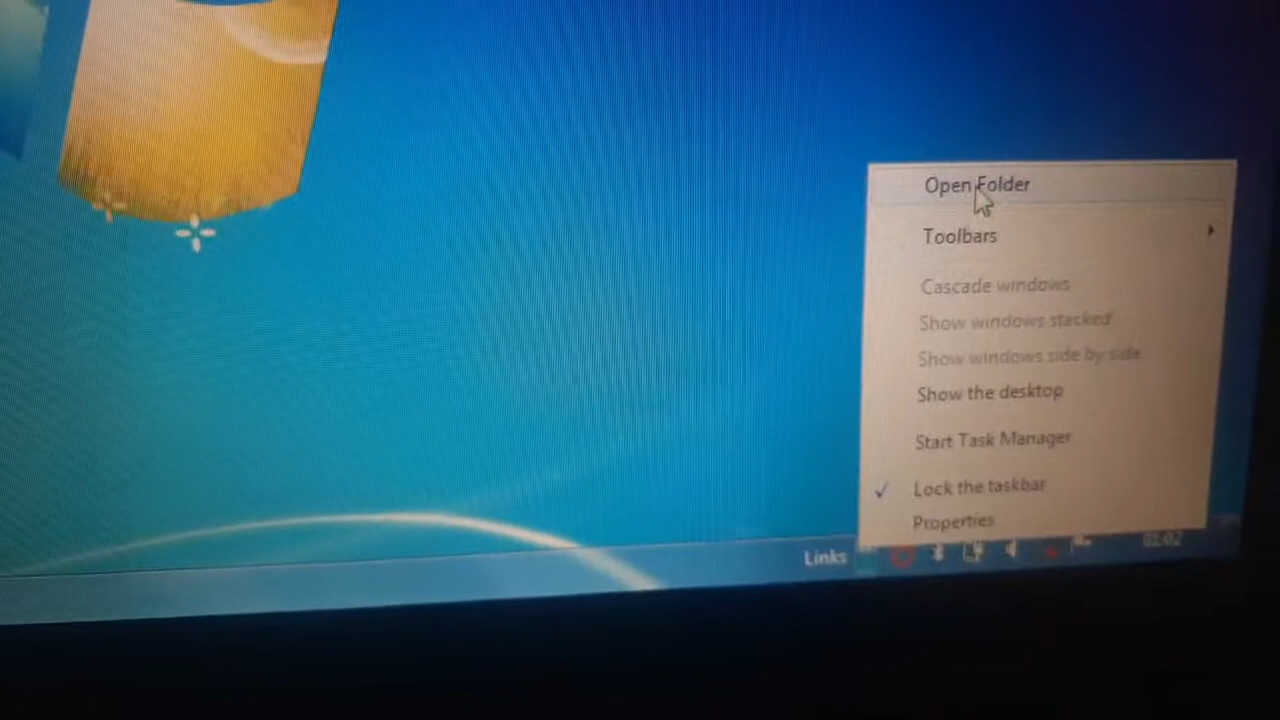 Open Folder
Toolbars
Cascade windows
Show windows stacked
Show windows side by side
Show the desktop
Start Task Manager
Lock the taskbar
Properties
Links